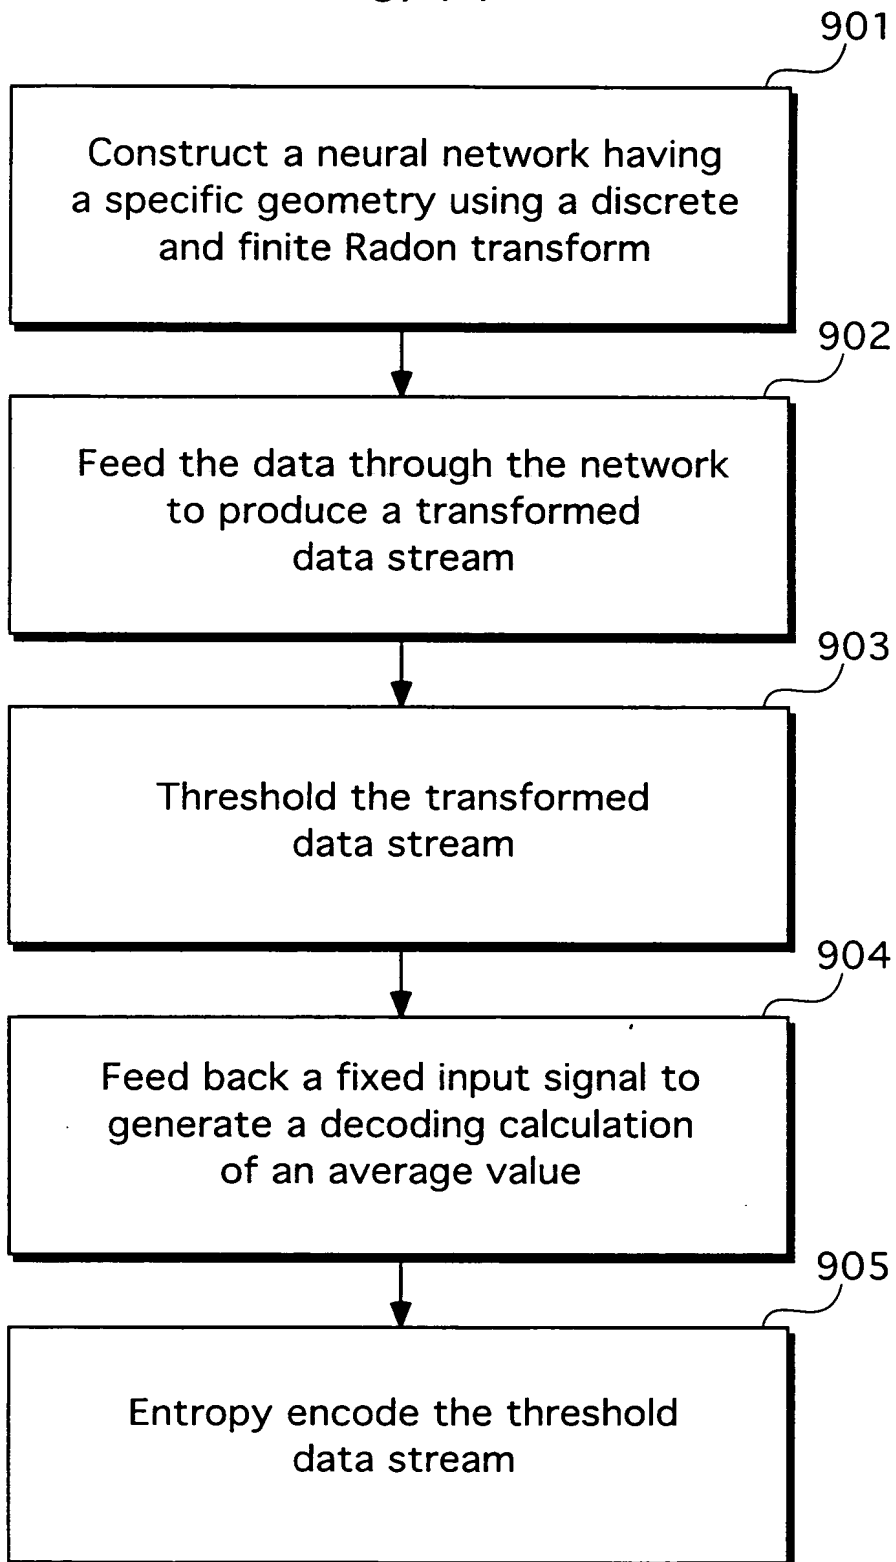 901
Construct a neural network having
a specific geometry using a discrete
and finite Radon transform
902
Feed the data through the network
to produce a transformed
data stream
903
Threshold the transformed
data stream
904
Feed back a fixed input signal to
generate a decoding calculation
of an average value
905
Entropy encode the threshold
data stream